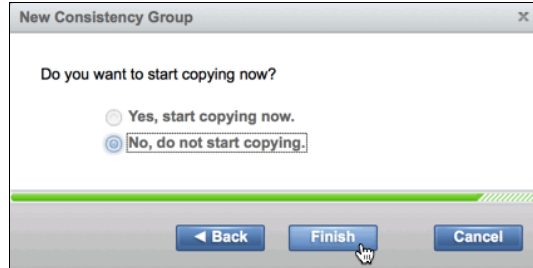 New Consistency Group x
Do you want to start copying now?
Yes, start copying now.
No, do not start copying.
Back Finish Cancel